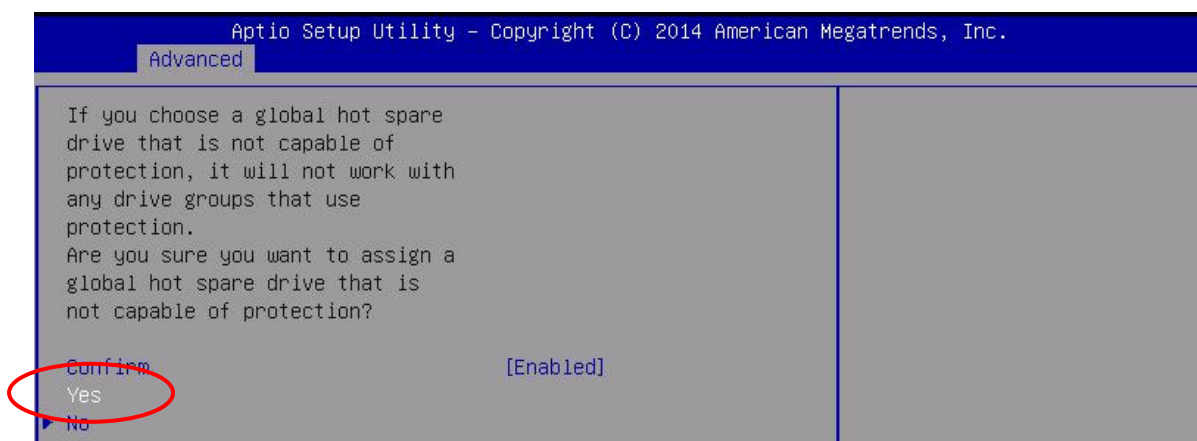 Aptio Setup Utility – Copyright (C) 2014 American Megatrends, Inc.
Advanced
If you choose a global hot spare
drive that is not capable of
protection, it will not work with
any drive groups that use
protection.
Are you sure you want to assign a
global hot spare drive that is
not capable of protection?
Confirm [Enabled]
Yes
No